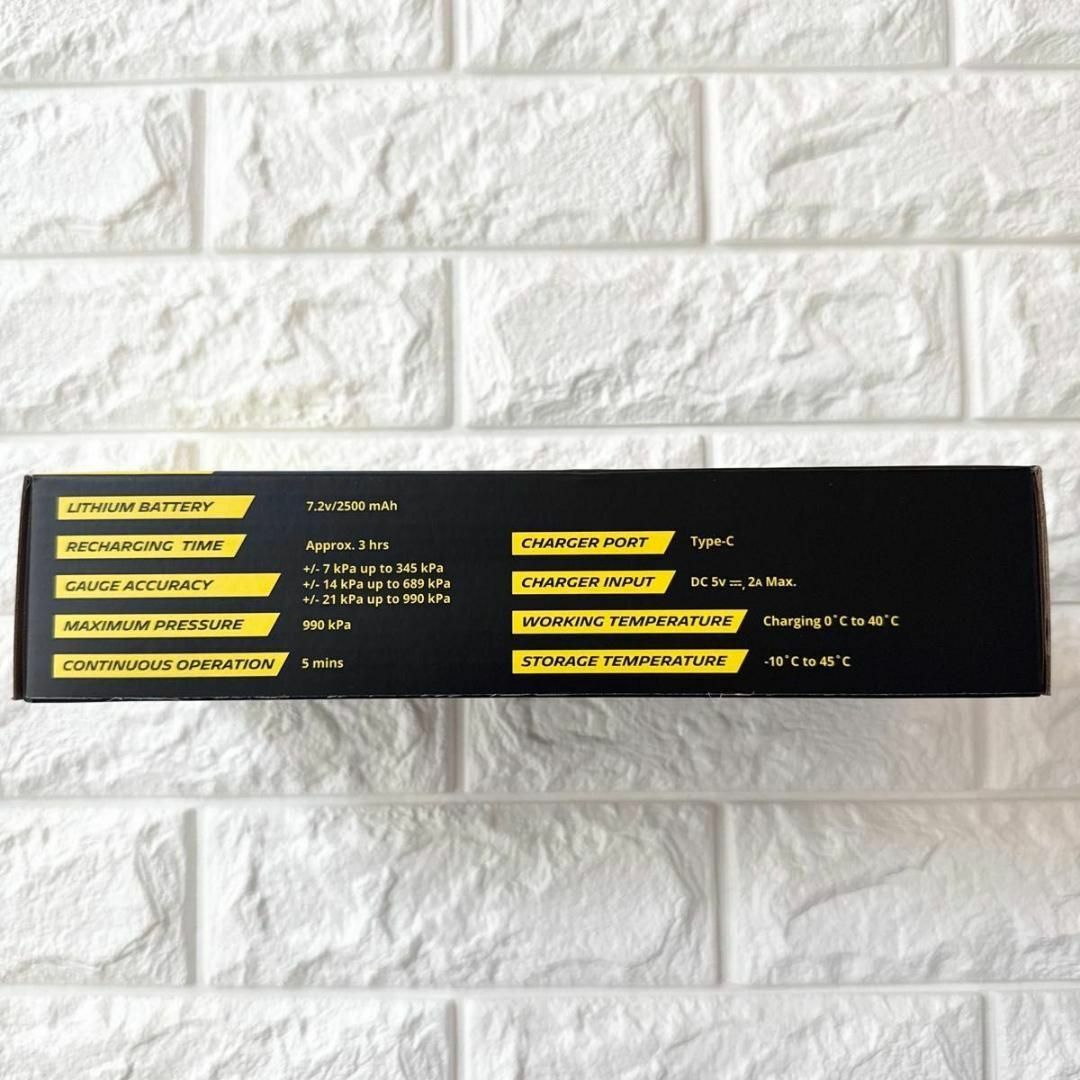 LITHIUM BATTERY 7.2v/2500 mAh
RECHARGING TIME Approx. 3 hrs
GAUGE ACCURACY +/- 7 kPa up to 345 kPa
+/- 14 kPa up to 689 kPa
+/- 21 kPa up to 990 kPa
MAXIMUM PRESSURE 990 kPa
CONTINUOUS OPERATION 5 mins
CHARGER PORT Type-C
CHARGER INPUT DC 5v ⎓, 2A Max.
WORKING TEMPERATURE Charging 0°C to 40°C
STORAGE TEMPERATURE -10°C to 45°C